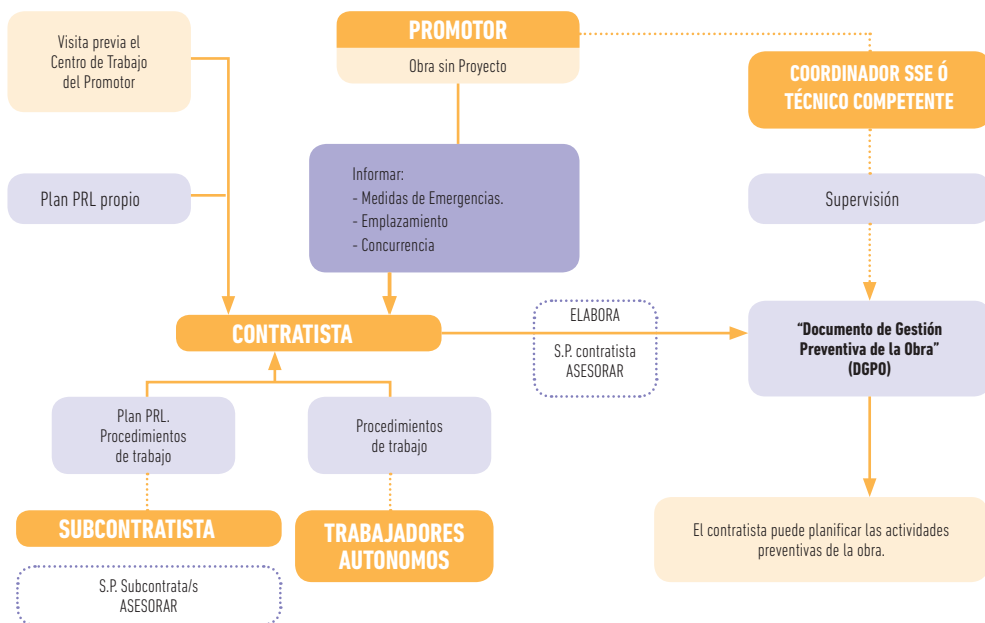 Visita previa el
Centro de Trabajo
del Promotor
PROMOTOR
Obra sin Proyecto
COORDINADOR SSE Ó
TÉCNICO COMPETENTE
Plan PRL propio
Informar:
- Medidas de Emergencias.
- Emplazamiento
- Concurrencia
Supervisión
CONTRATISTA
ELABORA
S.P. contratista
ASESORAR
“Documento de Gestión
Preventiva de la Obra”
(DGPO)
Plan PRL.
Procedimientos
de trabajo
Procedimientos
de trabajo
SUBCONTRATISTA
TRABAJADORES
AUTONOMOS
S.P. Subcontrata/s
ASESORAR
El contratista puede planificar las actividades
preventivas de la obra.